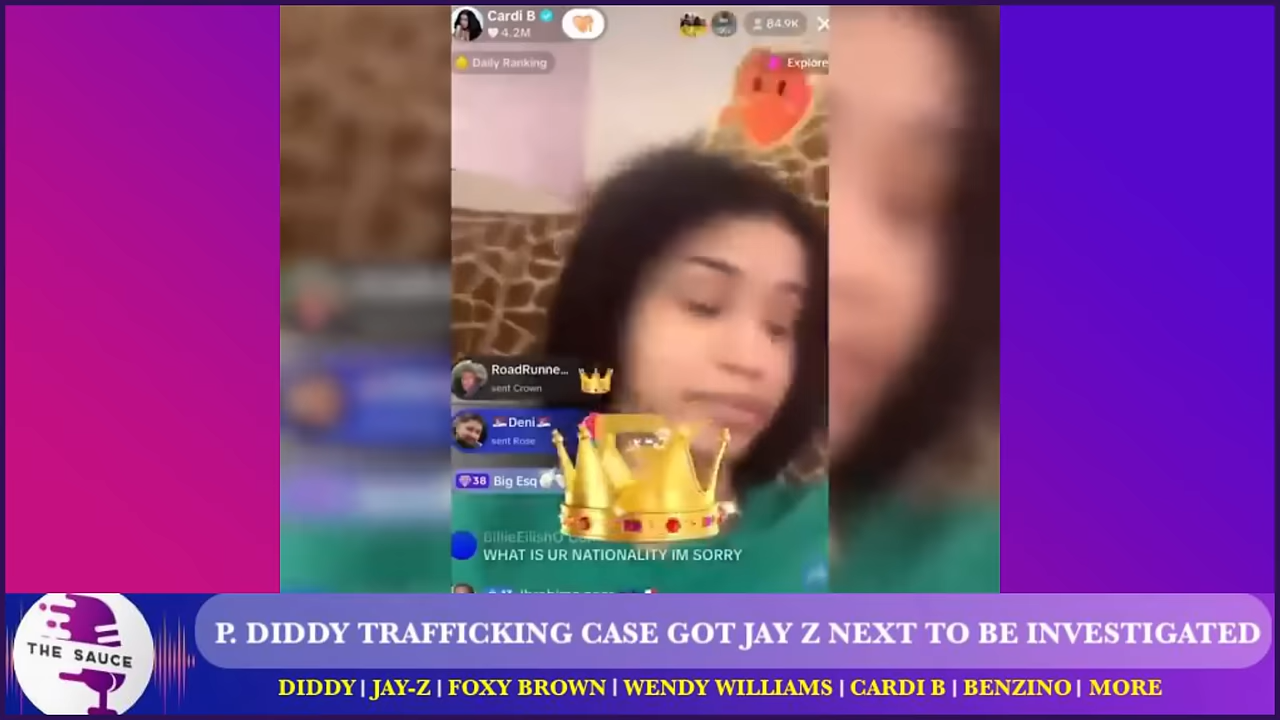 Cardi B
4.2M
84.9K
Daily Ranking
Explore
RoadRunne...
sent Crown
Deni
sent Rose
38 Big Esq
BillieEilishO
WHAT IS UR NATIONALITY IM SORRY
THE SAUCE
P. DIDDY TRAFFICKING CASE GOT JAY Z NEXT TO BE INVESTIGATED
DIDDY | JAY-Z | FOXY BROWN | WENDY WILLIAMS | CARDI B | BENZINO | MORE